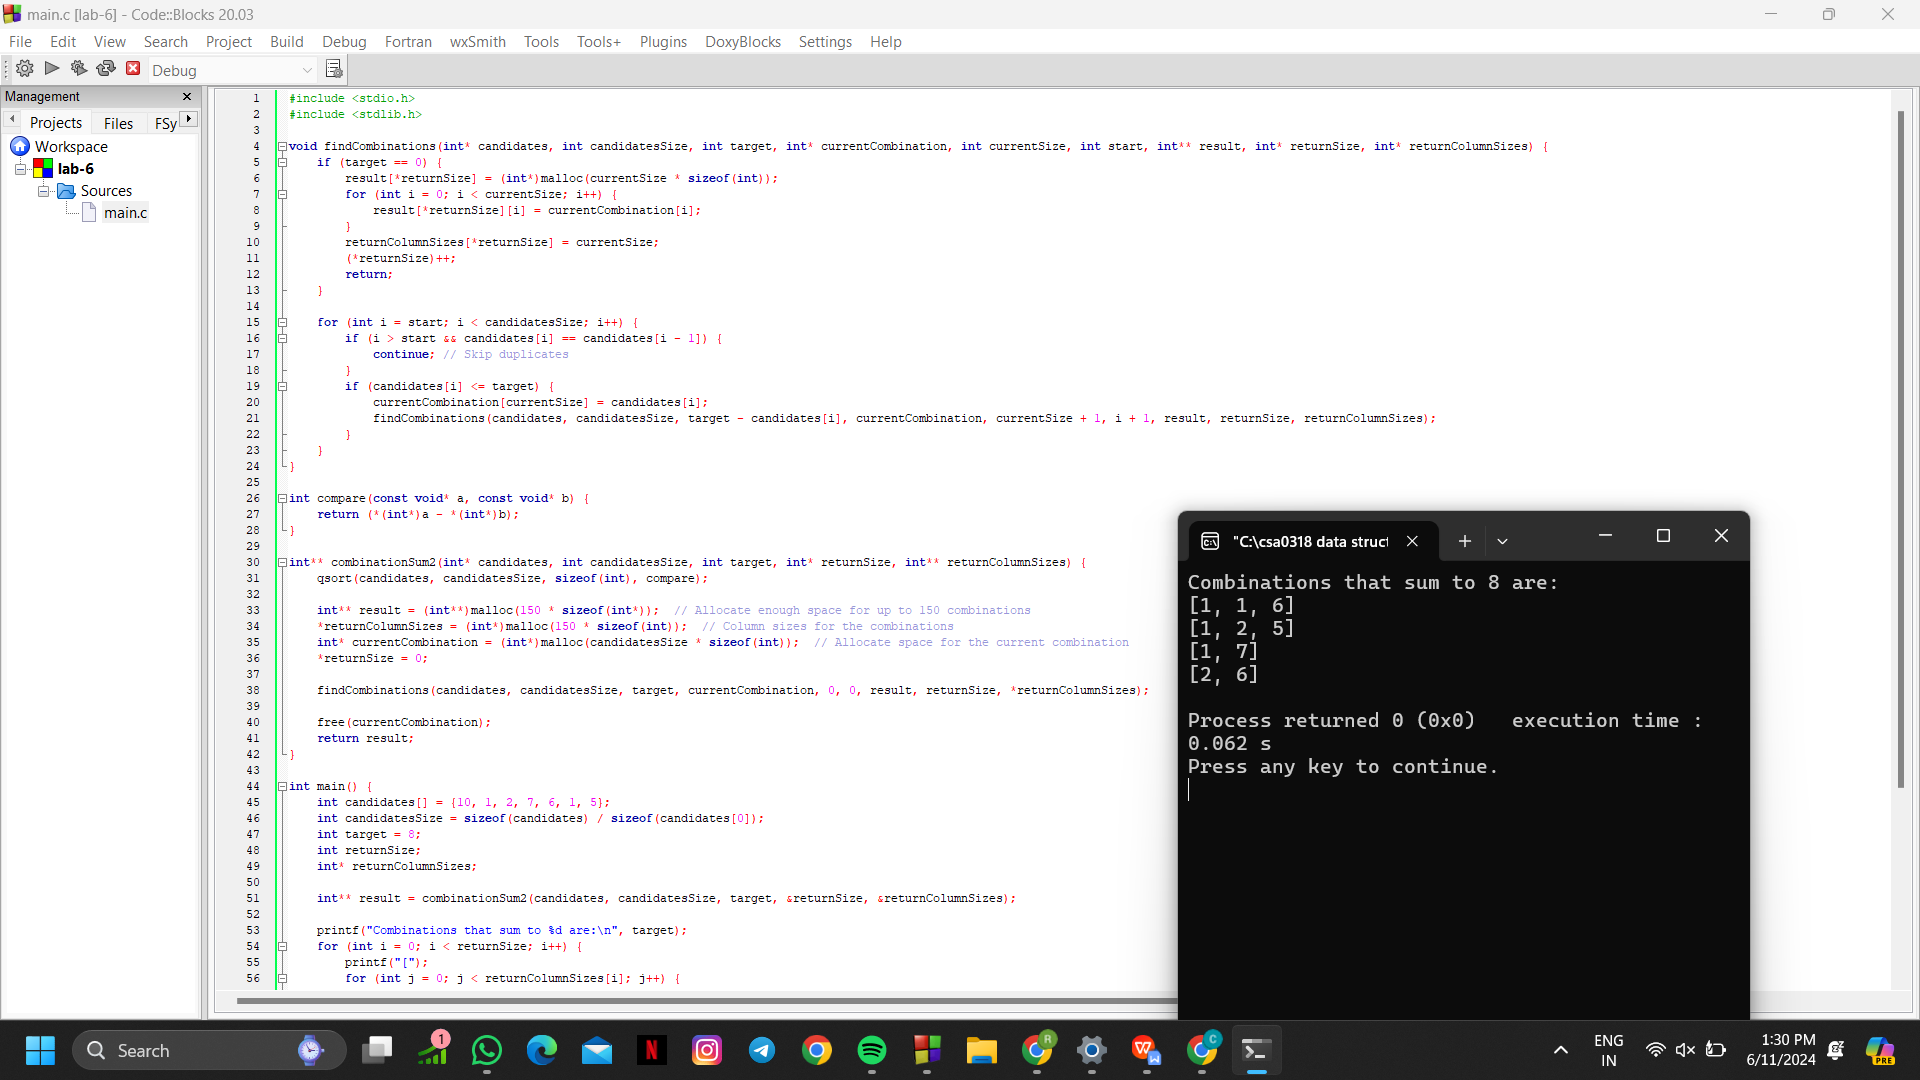 main.c [lab-6] - Code::Blocks 20.03
File Edit View Search Project Build Debug Fortran wxSmith Tools Tools+ Plugins DoxyBlocks Settings Help
Debug
Management
Projects Files FSy
Workspace
lab-6
Sources
main.c
1 #include <stdio.h>
2 #include <stdlib.h>
3
4 void findCombinations(int* candidates, int candidatesSize, int target, int* currentCombination, int currentSize, int start, int** result, int* returnSize, int* returnColumnSizes) {
5 if (target == 0) {
6 result[*returnSize] = (int*)malloc(currentSize * sizeof(int));
7 for (int i = 0; i < currentSize; i++) {
8 result[*returnSize][i] = currentCombination[i];
9 }
10 returnColumnSizes[*returnSize] = currentSize;
11 (*returnSize)++;
12 return;
13 }
14
15 for (int i = start; i < candidatesSize; i++) {
16 if (i > start && candidates[i] == candidates[i - 1]) {
17 continue; // Skip duplicates
18 }
19 if (candidates[i] <= target) {
20 currentCombination[currentSize] = candidates[i];
21 findCombinations(candidates, candidatesSize, target - candidates[i], currentCombination, currentSize + 1, i + 1, result, returnSize, returnColumnSizes);
22 }
23 }
24 }
25
26 int compare(const void* a, const void* b) {
27 return (*(int*)a - *(int*)b);
28 }
29
30 int** combinationSum2(int* candidates, int candidatesSize, int target, int* returnSize, int** returnColumnSizes) {
31 qsort(candidates, candidatesSize, sizeof(int), compare);
32
33 int** result = (int**)malloc(150 * sizeof(int*)); // Allocate enough space for up to 150 combinations
34 *returnColumnSizes = (int*)malloc(150 * sizeof(int)); // Column sizes for the combinations
35 int* currentCombination = (int*)malloc(candidatesSize * sizeof(int)); // Allocate space for the current combination
36 *returnSize = 0;
37
38 findCombinations(candidates, candidatesSize, target, currentCombination, 0, 0, result, returnSize, *returnColumnSizes);
39
40 free(currentCombination);
41 return result;
42 }
43
44 int main() {
45 int candidates[] = {10, 1, 2, 7, 6, 1, 5};
46 int candidatesSize = sizeof(candidates) / sizeof(candidates[0]);
47 int target = 8;
48 int returnSize;
49 int* returnColumnSizes;
50
51 int** result = combinationSum2(candidates, candidatesSize, target, &returnSize, &returnColumnSizes);
52
53 printf("Combinations that sum to %d are:\n", target);
54 for (int i = 0; i < returnSize; i++) {
55 printf("[");
56 for (int j = 0; j < returnColumnSizes[i]; j++) {
"C:\csa0318 data struct
Combinations that sum to 8 are:
[1, 1, 6]
[1, 2, 5]
[1, 7]
[2, 6]
Process returned 0 (0x0) execution time :
0.062 s
Press any key to continue.
Search
1
N
R
W
C
PRE
ENG
IN
1:30 PM
6/11/2024